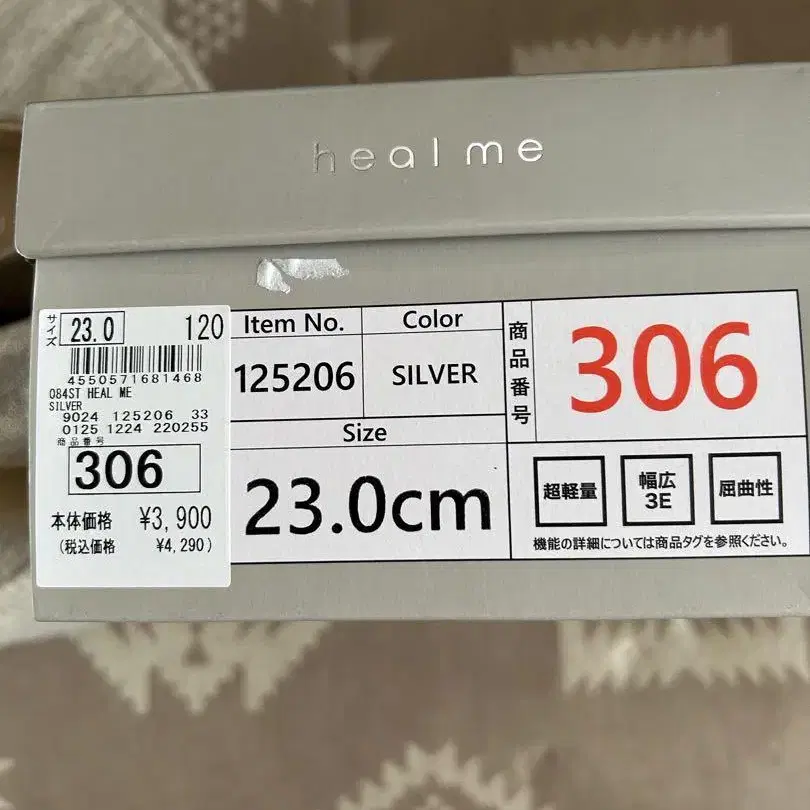 heal me
サイズ 23.0 120
4550571681468
084ST HEAL ME
SILVER
9024 125206 33
0125 1224 220255
商品番号
306
本体価格 ¥3,900
(税込価格 ¥4,290)
Item No. Color
125206 SILVER
Size
23.0cm
商品番号 306
超軽量
幅広
3E
屈曲性
機能の詳細については商品タグを参照ください。